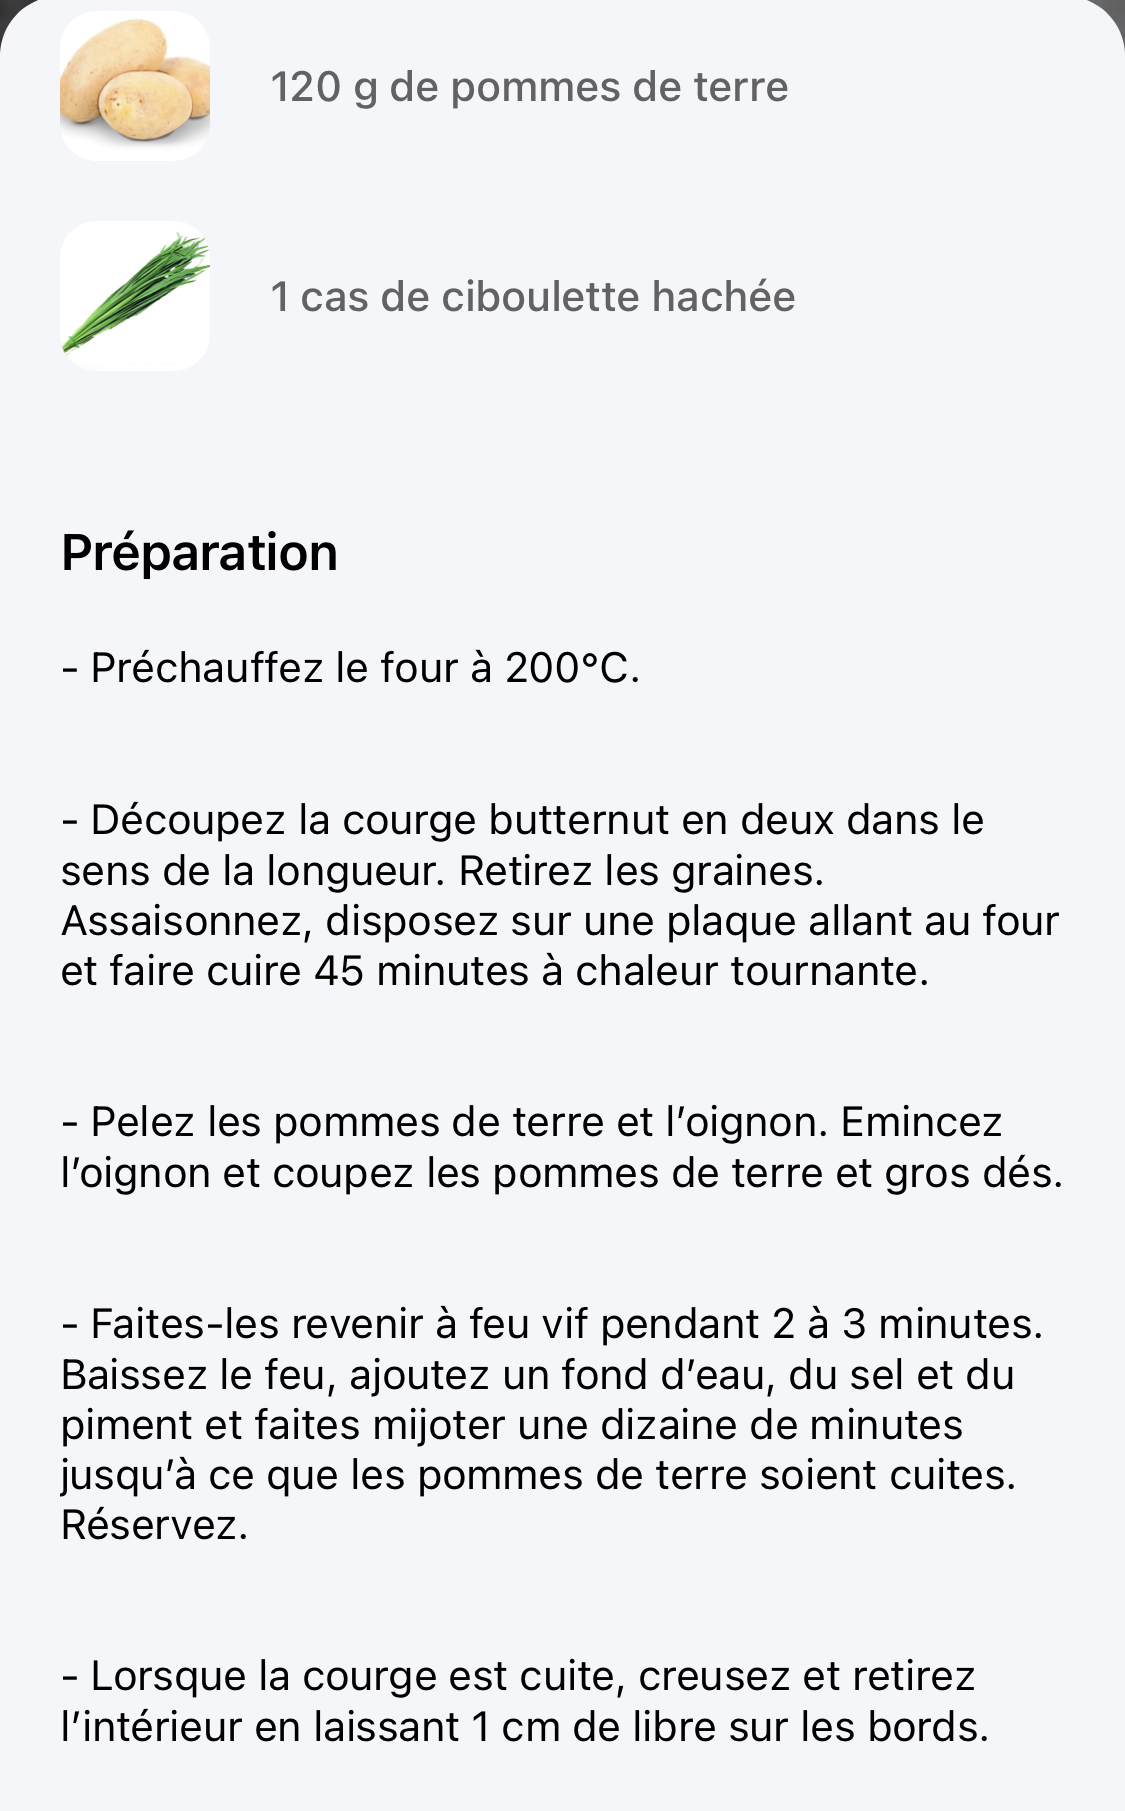 120 g de pommes de terre
1 cas de ciboulette hachée
Préparation
- Préchauffez le four à 200°C.
- Découpez la courge butternut en deux dans le
sens de la longueur. Retirez les graines.
Assaisonnez, disposez sur une plaque allant au four
et faire cuire 45 minutes à chaleur tournante.
- Pelez les pommes de terre et l’oignon. Emincez
l’oignon et coupez les pommes de terre et gros dés.
- Faites-les revenir à feu vif pendant 2 à 3 minutes.
Baissez le feu, ajoutez un fond d’eau, du sel et du
piment et faites mijoter une dizaine de minutes
jusqu’à ce que les pommes de terre soient cuites.
Réservez.
- Lorsque la courge est cuite, creusez et retirez
l’intérieur en laissant 1 cm de libre sur les bords.